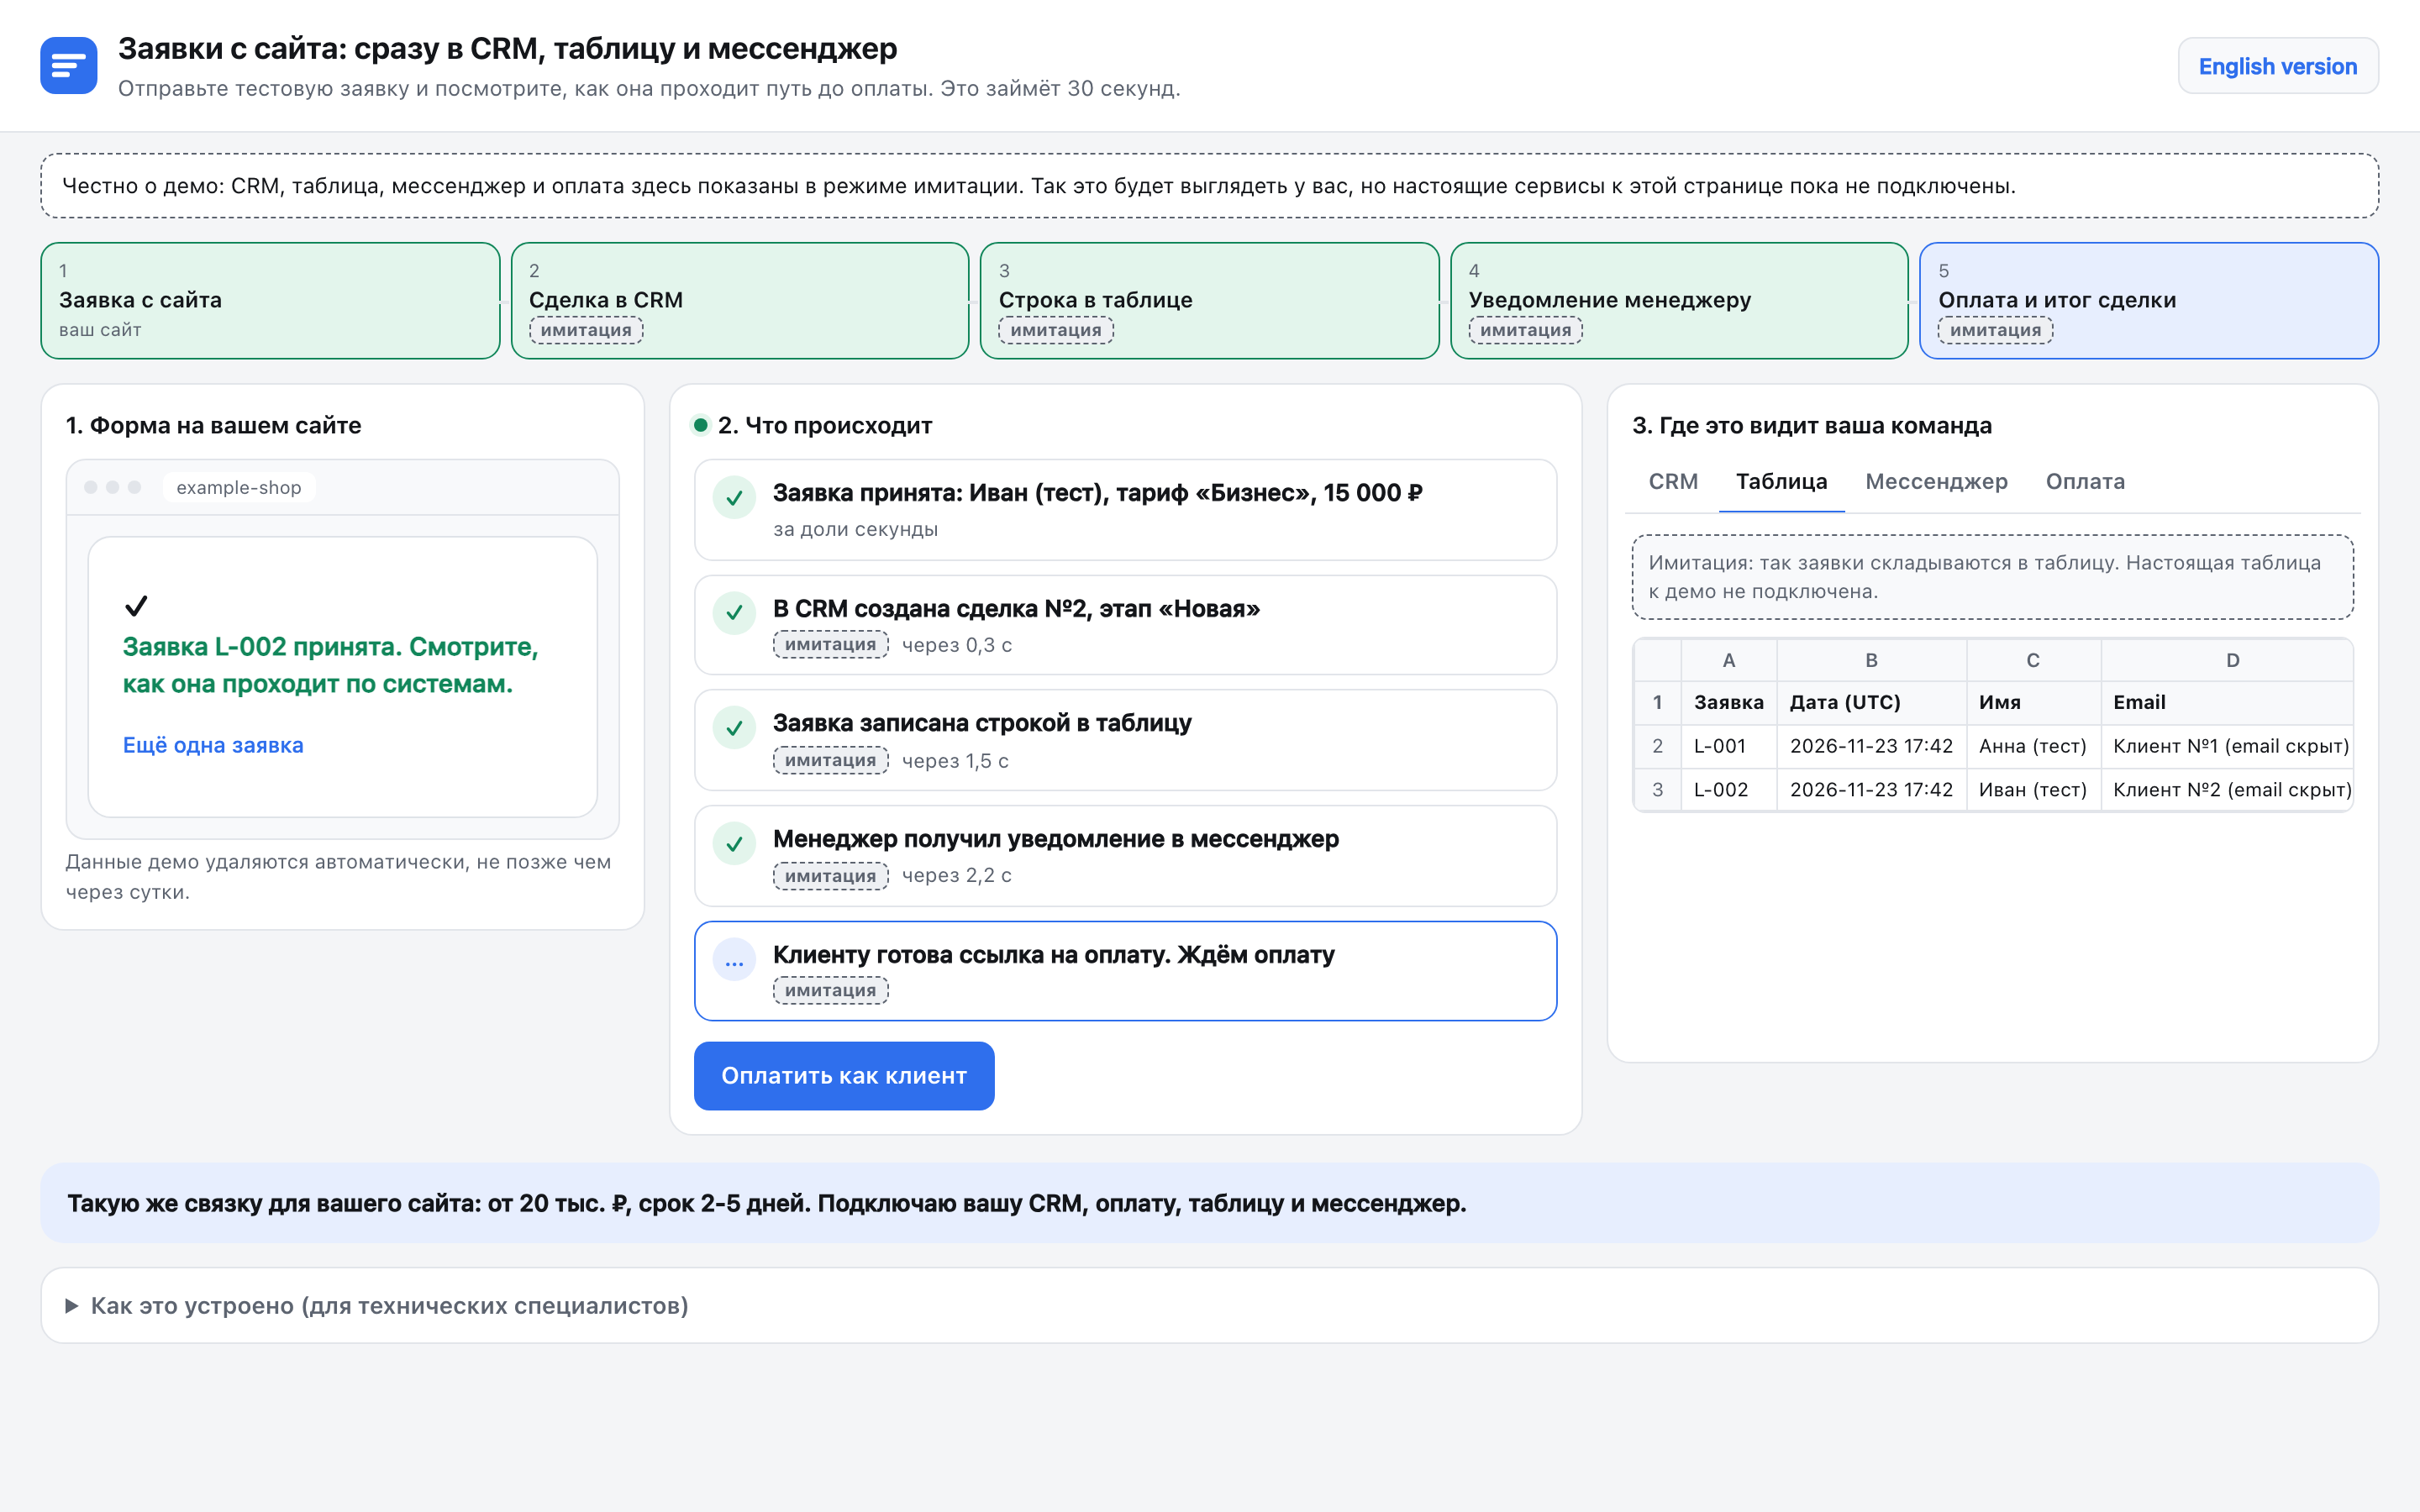 Заявки с сайта: сразу в CRM, таблицу и мессенджер
Отправьте тестовую заявку и посмотрите, как она проходит путь до оплаты. Это займёт 30 секунд.
English version
Честно о демо: CRM, таблица, мессенджер и оплата здесь показаны в режиме имитации. Так это будет выглядеть у вас, но настоящие сервисы к этой странице пока не подключены.
1
Заявка с сайта
ваш сайт
2
Сделка в CRM
имитация
3
Строка в таблице
имитация
4
Уведомление менеджеру
имитация
5
Оплата и итог сделки
имитация
1. Форма на вашем сайте
example-shop
Заявка L-002 принята. Смотрите,
как она проходит по системам.
Ещё одна заявка
Данные демо удаляются автоматически, не позже чем
через сутки.
2. Что происходит
Заявка принята: Иван (тест), тариф «Бизнес», 15 000 ₽
за доли секунды
В CRM создана сделка №2, этап «Новая»
имитация через 0,3 с
Заявка записана строкой в таблицу
имитация через 1,5 с
Менеджер получил уведомление в мессенджер
имитация через 2,2 с
... Клиенту готова ссылка на оплату. Ждём оплату
имитация
Оплатить как клиент
3. Где это видит ваша команда
CRM Таблица Мессенджер Оплата
Имитация: так заявки складываются в таблицу. Настоящая таблица
к демо не подключена.
A B C D
1 Заявка Дата (UTC) Имя Email
2 L-001 2026-11-23 17:42 Анна (тест) Клиент №1 (email скрыт)
3 L-002 2026-11-23 17:42 Иван (тест) Клиент №2 (email скрыт)
Такую же связку для вашего сайта: от 20 тыс. ₽, срок 2-5 дней. Подключаю вашу CRM, оплату, таблицу и мессенджер.
Как это устроено (для технических специалистов)